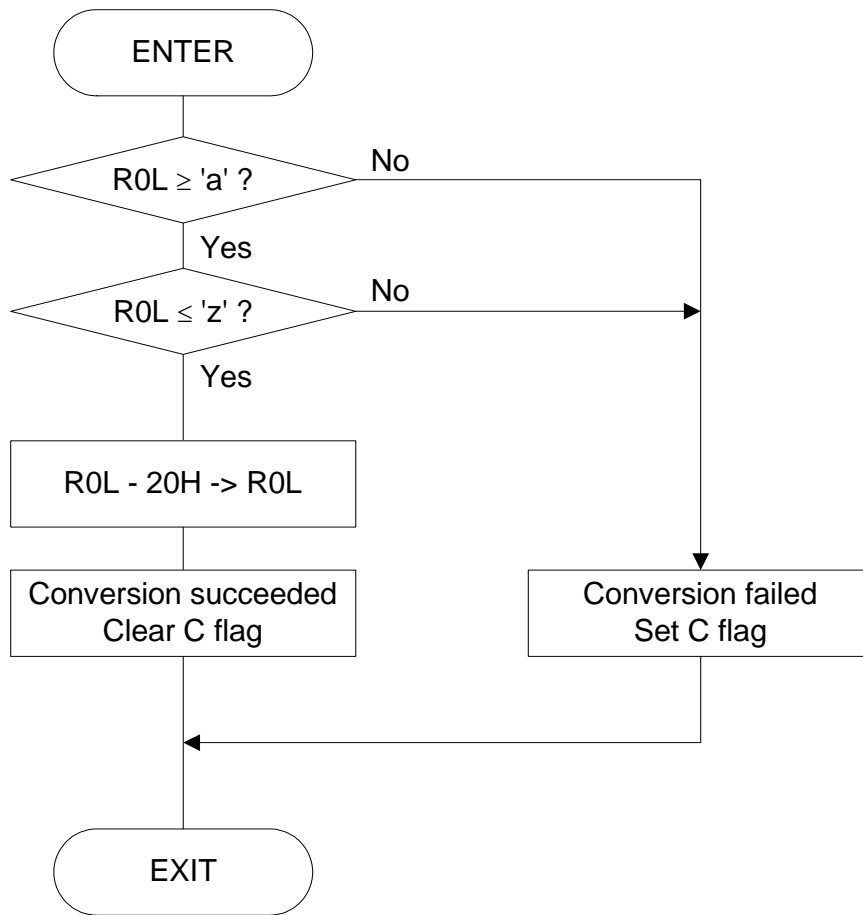 ENTER
R0L ≥ 'a' ?
No
Yes
R0L ≤ 'z' ?
No
Yes
R0L - 20H -> R0L
Conversion succeeded
Clear C flag
Conversion failed
Set C flag
EXIT